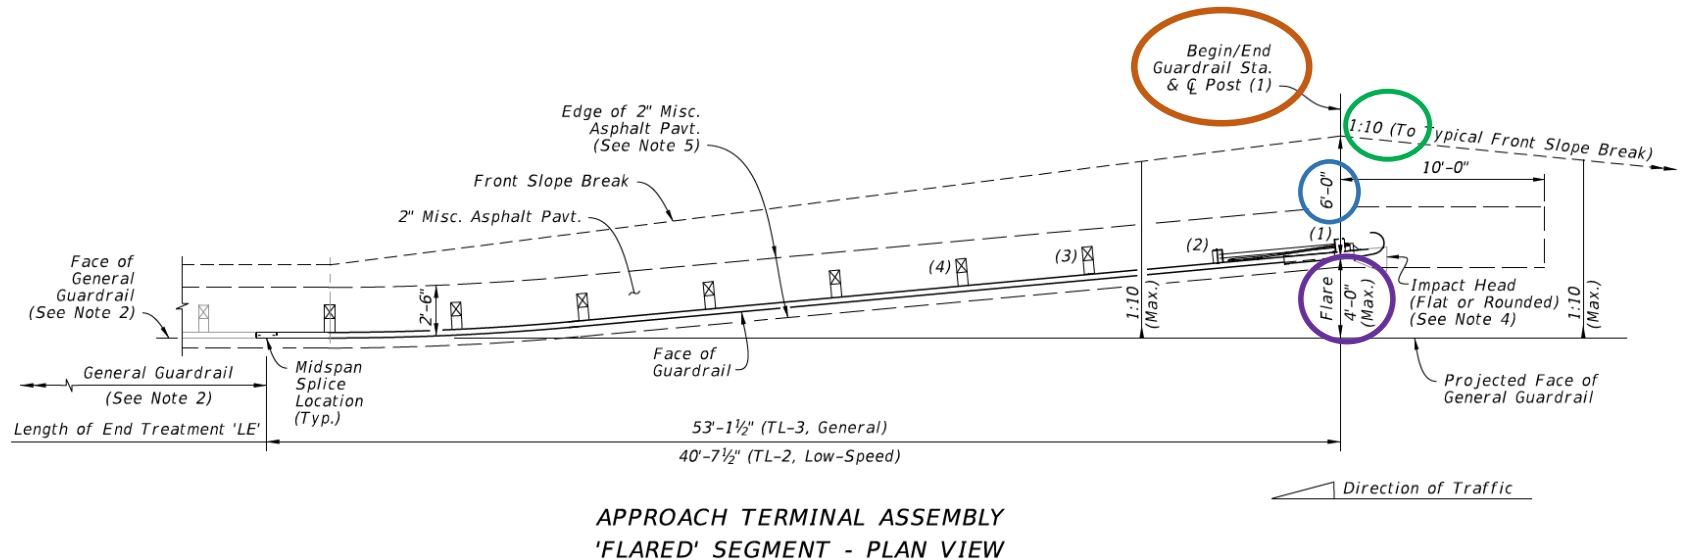 Begin/End
Guardrail Sta.
& ℄ Post (1)
1:10 (To Typical Front Slope Break)
Edge of 2" Misc.
Asphalt Pavt.
(See Note 5)
Front Slope Break
2" Misc. Asphalt Pavt.
10'-0"
6'-0"
(1)
(2)
(3)
(4)
Face of
General
Guardrail
(See Note 2)
2'-6"
1:10
(Max.)
Flare
4'-0"
(Max.)
Impact Head
(Flat or Rounded)
(See Note 4)
1:10
(Max.)
Face of
Guardrail
General Guardrail
(See Note 2)
Midspan
Splice
Location
(Typ.)
Projected Face of
General Guardrail
Length of End Treatment 'LE'
53'-1½" (TL-3, General)
40'-7½" (TL-2, Low-Speed)
Direction of Traffic
APPROACH TERMINAL ASSEMBLY
'FLARED' SEGMENT - PLAN VIEW